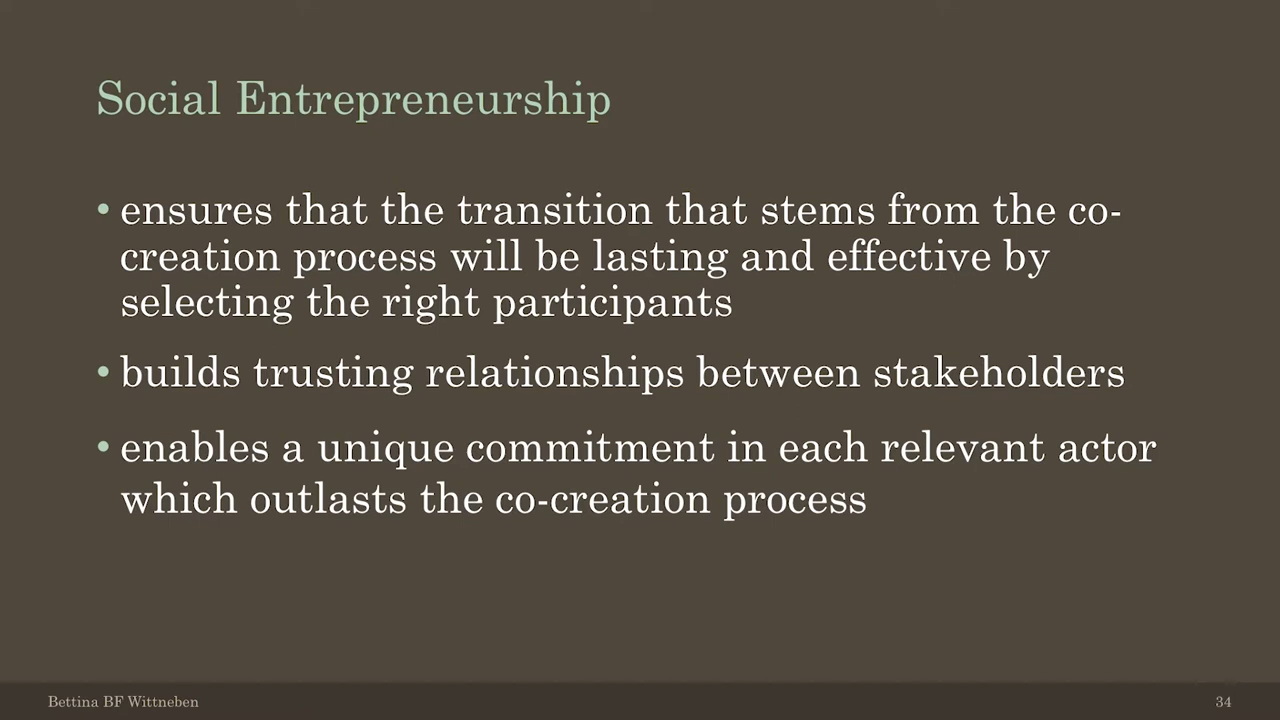 Social Entrepreneurship
• ensures that the transition that stems from the co-
creation process will be lasting and effective by
selecting the right participants
• builds trusting relationships between stakeholders
• enables a unique commitment in each relevant actor
which outlasts the co-creation process
Bettina BF Wittneben
34